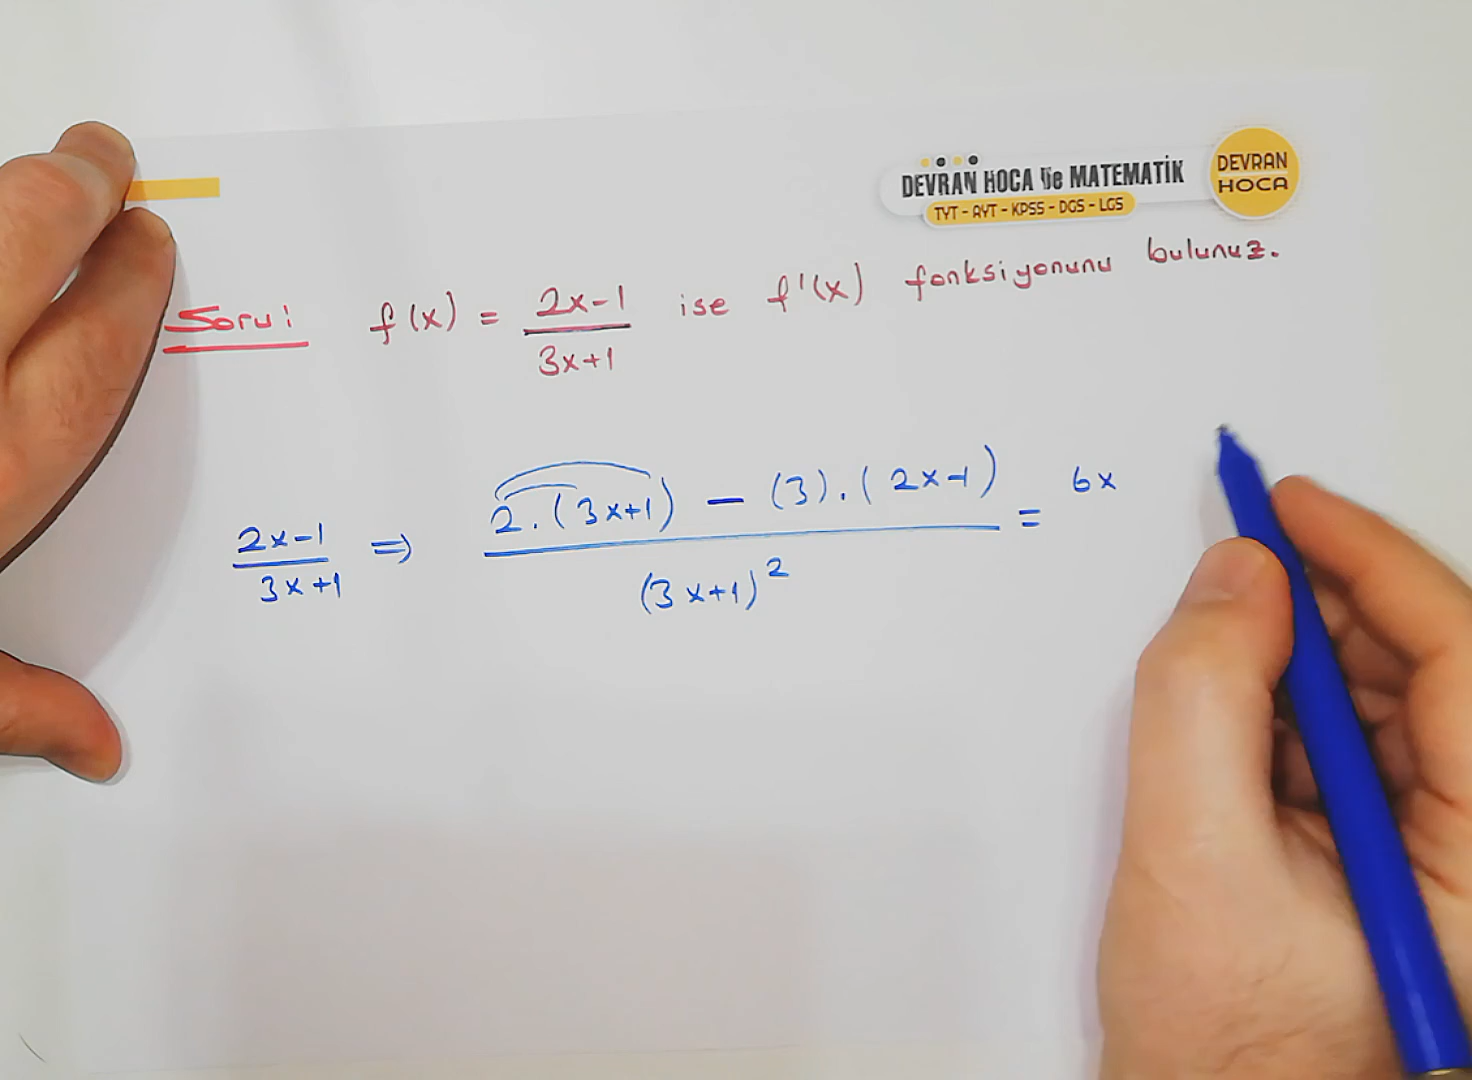 DEVRAN HOCA ile MATEMATİK
TYT - AYT - KPSS - DGS - LGS
DEVRAN
HOCA
Soru: f(x) = (2x-1)/(3x+1) ise f'(x) fonksiyonunu bulunuz.
(2x-1)/(3x+1) ⇒ (2.(3x+1) - (3).(2x-1))/(3x+1)² = 6x